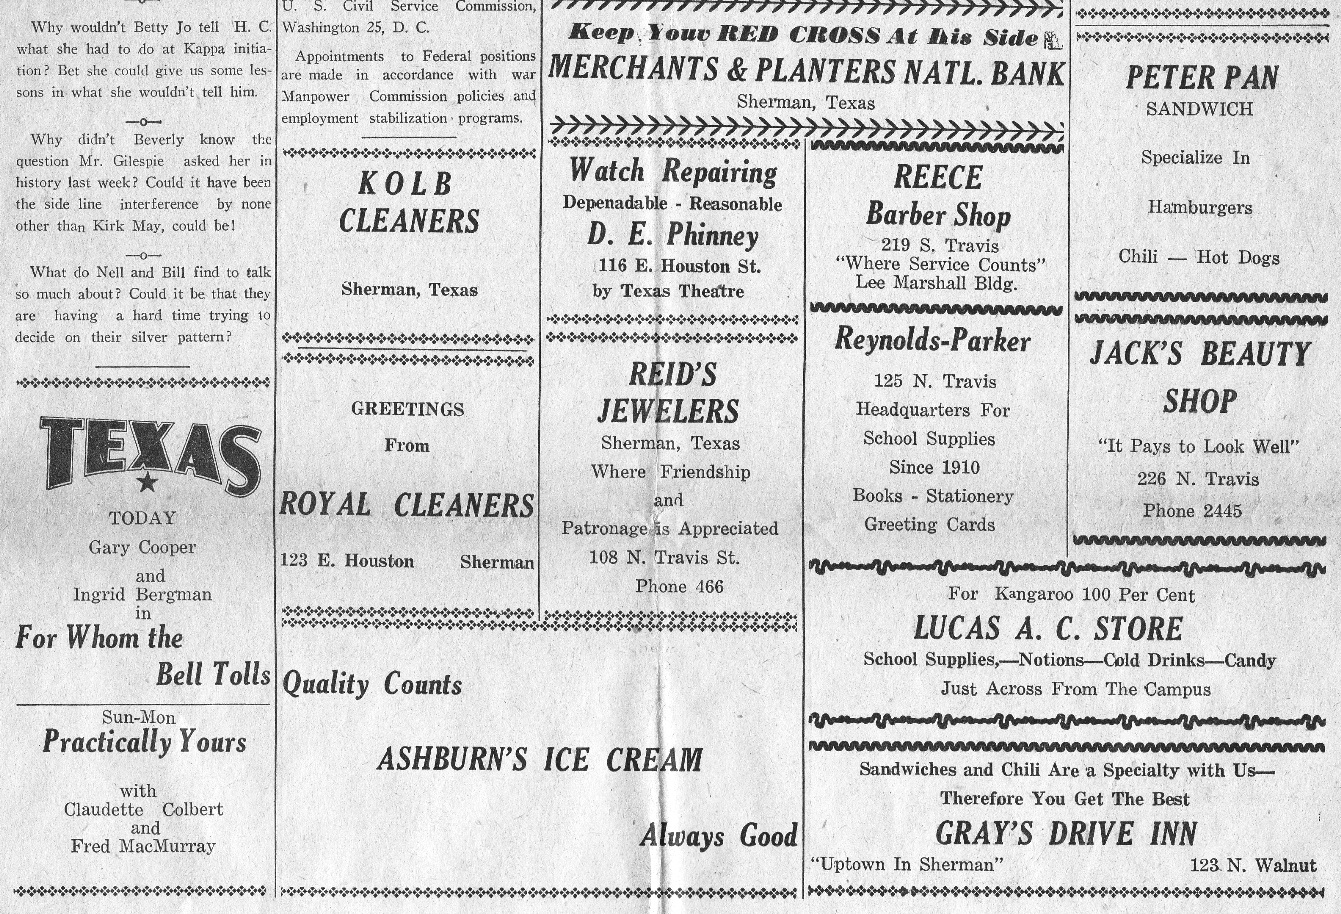 Why wouldn't Betty Jo tell H. C.
what she had to do at Kappa initia-
tion? Bet she could give us some les-
sons in what she wouldn't tell him.
—o—
Why didn't Beverly know the
question Mr. Gilespie asked her in
history last week? Could it have been
the side line interference by none
other than Kirk May, could be!
—o—
What do Nell and Bill find to talk
so much about? Could it be that they
are having a hard time trying to
decide on their silver pattern?
TEXAS
TODAY
Gary Cooper
and
Ingrid Bergman
in
For Whom the
Bell Tolls
Sun-Mon
Practically Yours
with
Claudette Colbert
and
Fred MacMurray
U. S. Civil Service Commission,
Washington 25, D. C.
Appointments to Federal positions
are made in accordance with war
Manpower Commission policies and
employment stabilization programs.
KOLB
CLEANERS
Sherman, Texas
GREETINGS
From
ROYAL CLEANERS
123 E. Houston Sherman
Keep Your RED CROSS At his Side
MERCHANTS & PLANTERS NATL. BANK
Sherman, Texas
Watch Repairing
Depenadable - Reasonable
D. E. Phinney
116 E. Houston St.
by Texas Theatre
REID'S
JEWELERS
Sherman, Texas
Where Friendship
and
Patronage is Appreciated
108 N. Travis St.
Phone 466
Quality Counts
ASHBURN'S ICE CREAM
Always Good
REECE
Barber Shop
219 S. Travis
"Where Service Counts"
Lee Marshall Bldg.
Reynolds-Parker
125 N. Travis
Headquarters For
School Supplies
Since 1910
Books - Stationery
Greeting Cards
PETER PAN
SANDWICH
Specialize In
Hamburgers
Chili — Hot Dogs
JACK'S BEAUTY
SHOP
"It Pays to Look Well"
226 N. Travis
Phone 2445
For Kangaroo 100 Per Cent
LUCAS A. C. STORE
School Supplies,—Notions—Cold Drinks—Candy
Just Across From The Campus
Sandwiches and Chili Are a Specialty with Us—
Therefore You Get The Best
GRAY'S DRIVE INN
"Uptown In Sherman" 123 N. Walnut